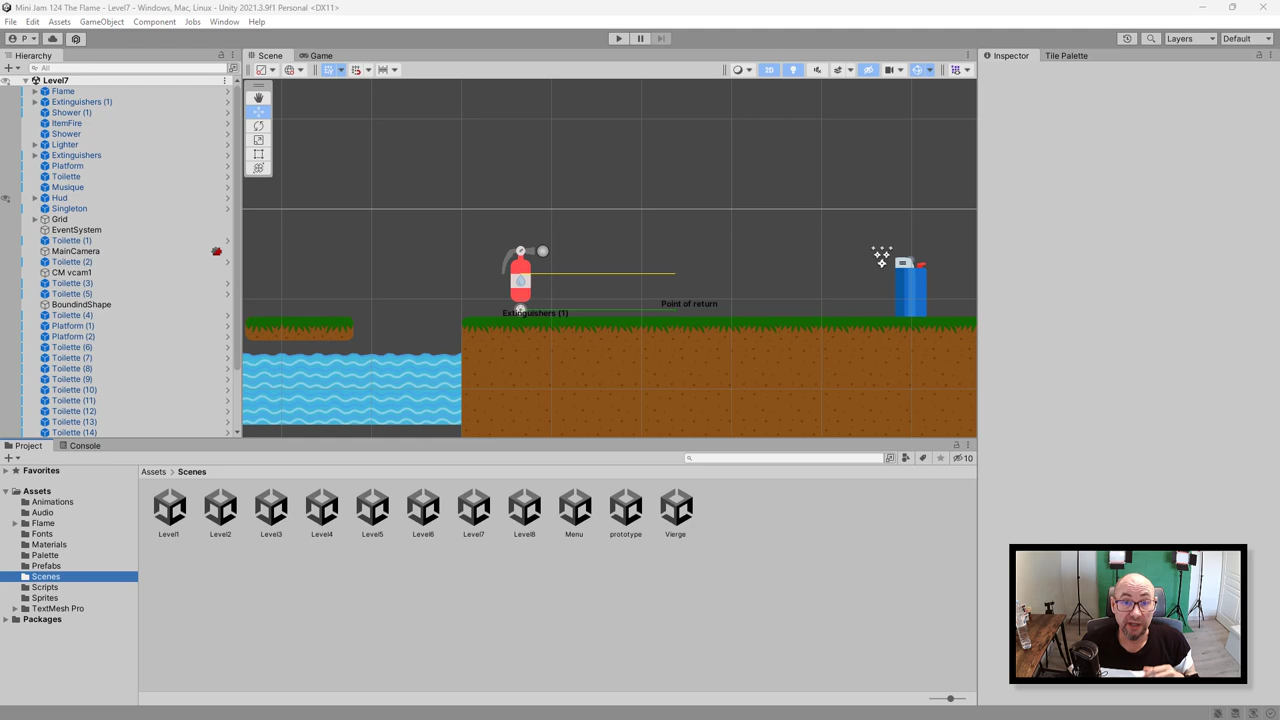 Mini Jam 124 The Flame - Level7 - Windows, Mac, Linux - Unity 2021.3.9f1 Personal <DX11>
File Edit Assets GameObject Component Jobs Window Help
P Layers Default
Hierarchy
All
Level7
Flame
Extinguishers (1)
Shower (1)
ItemFire
Shower
Lighter
Extinguishers
Platform
Toilette
Musique
Hud
Singleton
Grid
EventSystem
Toilette (1)
MainCamera
Toilette (2)
CM vcam1
Toilette (3)
Toilette (5)
BoundindShape
Toilette (4)
Platform (1)
Platform (2)
Toilette (6)
Toilette (7)
Toilette (8)
Toilette (9)
Toilette (10)
Toilette (11)
Toilette (12)
Toilette (13)
Toilette (14)
Scene Game
2D
Point of return
Extinguishers (1)
Inspector Tile Palette
Project Console
10
Favorites
Assets
Animations
Audio
Flame
Fonts
Materials
Palette
Prefabs
Scenes
Scripts
Sprites
TextMesh Pro
Packages
Assets > Scenes
Level1 Level2 Level3 Level4 Level5 Level6 Level7 Level8 Menu prototype Vierge